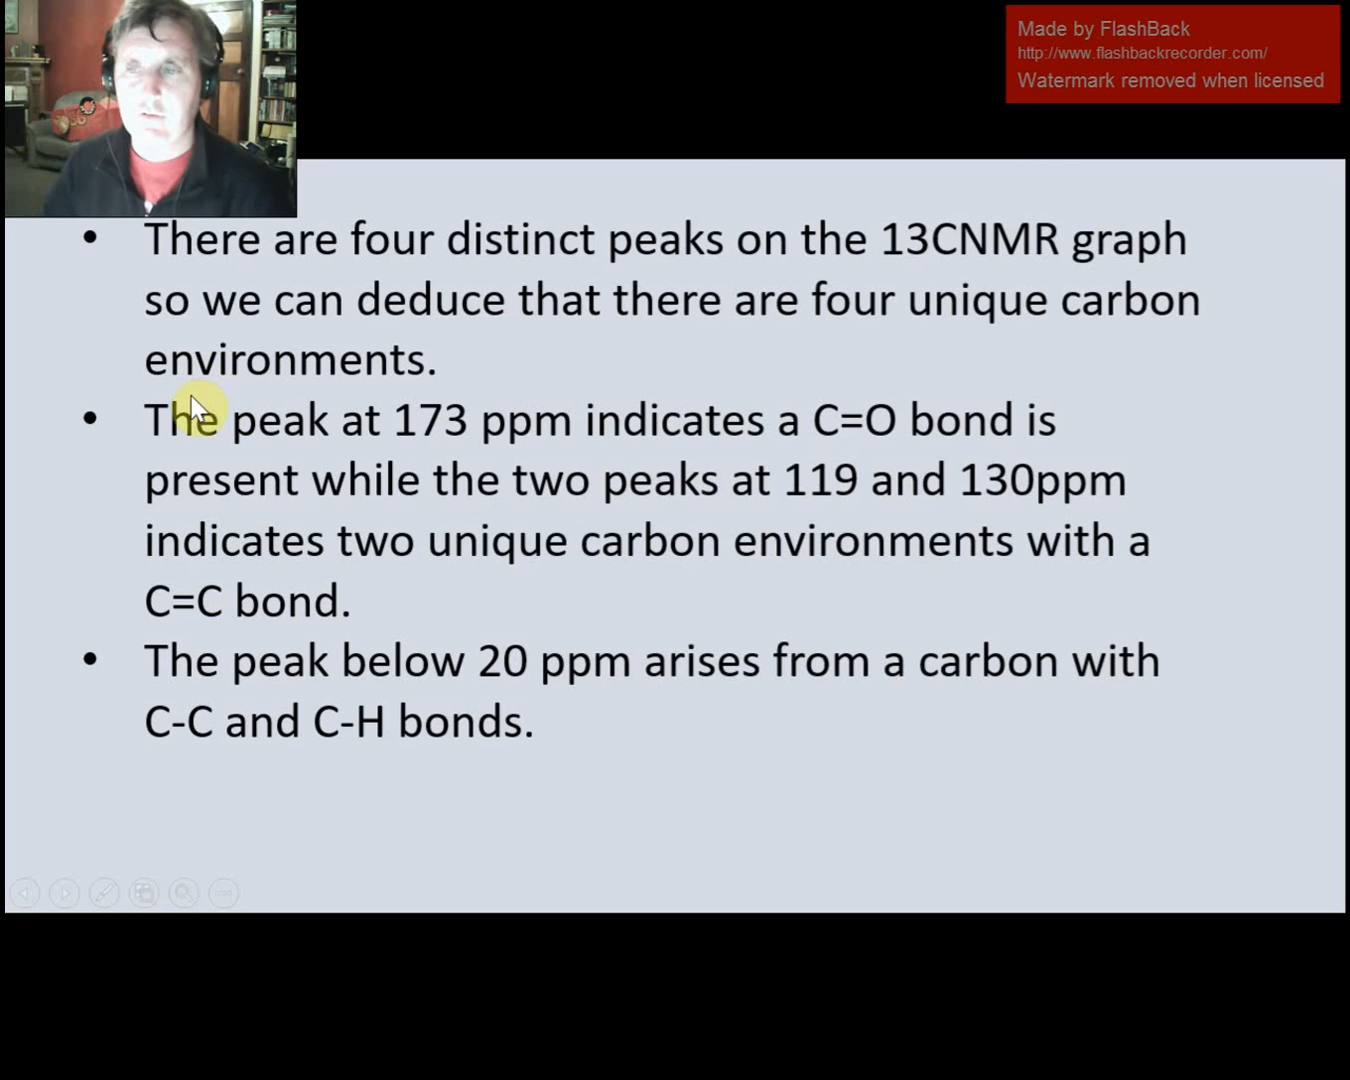 Made by FlashBack
http://www.flashbackrecorder.com/
Watermark removed when licensed
• There are four distinct peaks on the 13CNMR graph
so we can deduce that there are four unique carbon
environments.
• The peak at 173 ppm indicates a C=O bond is
present while the two peaks at 119 and 130ppm
indicates two unique carbon environments with a
C=C bond.
• The peak below 20 ppm arises from a carbon with
C-C and C-H bonds.